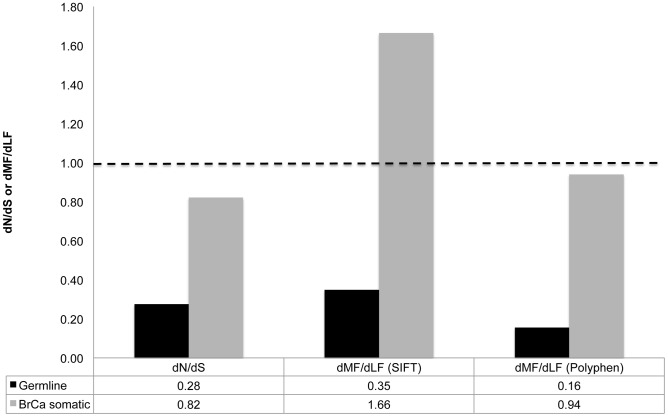 dN/dS or dMF/dLF
1.80
1.60
1.40
1.20
1.00
0.80
0.60
0.40
0.20
0.00
dN/dS dMF/dLF (SIFT) dMF/dLF (Polyphen)
Germline 0.28 0.35 0.16
BrCa somatic 0.82 1.66 0.94